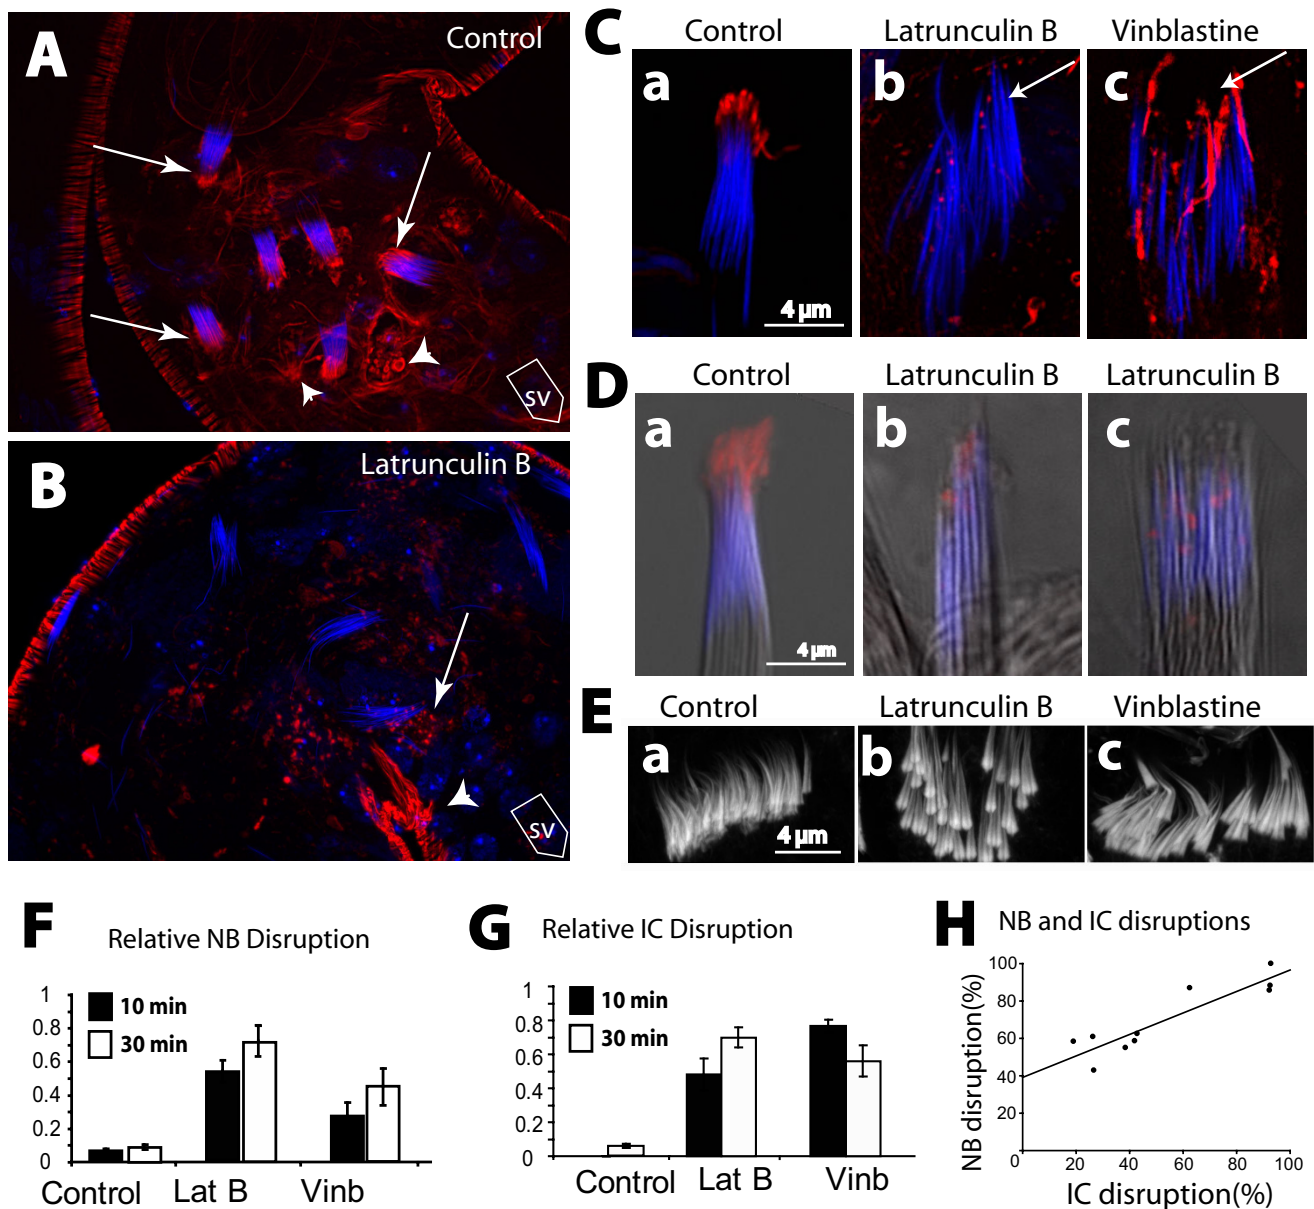 A
Control
SV
B
Latrunculin B
SV
C
Control
Latrunculin B
Vinblastine
a
b
c
4 µm
D
Control
Latrunculin B
Latrunculin B
a
b
c
4 µm
E
Control
Latrunculin B
Vinblastine
a
b
c
4 µm
F
Relative NB Disruption
10 min
30 min
1
0.8
0.6
0.4
0.2
0
Control
Lat B
Vinb
G
Relative IC Disruption
10 min
30 min
1
0.8
0.6
0.4
0.2
0
Control
Lat B
Vinb
H
NB and IC disruptions
NB disruption(%)
100
80
60
40
20
0
20
40
60
80
100
IC disruption(%)